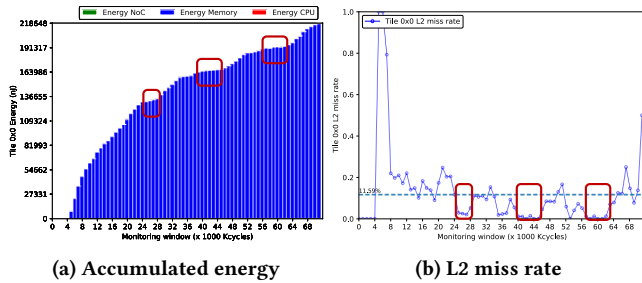 Energy NoC Energy Memory Energy CPU
218648
191317
163986
136655
109324
81993
54662
27331
0
Tile 0x0 Energy (nJ)
0 4 8 12 16 20 24 28 32 36 40 44 48 52 56 60 64 68
Monitoring window (x 1000 Kcycles)
(a) Accumulated energy
Tile 0x0 L2 miss rate
1.0
0.8
0.6
0.4
0.2
0.0
Tile 0x0 L2 miss rate
11.59%
0 4 8 12 16 20 24 28 32 36 40 44 48 52 56 60 64 68
Monitoring window (x 1000 Kcycles)
(b) L2 miss rate